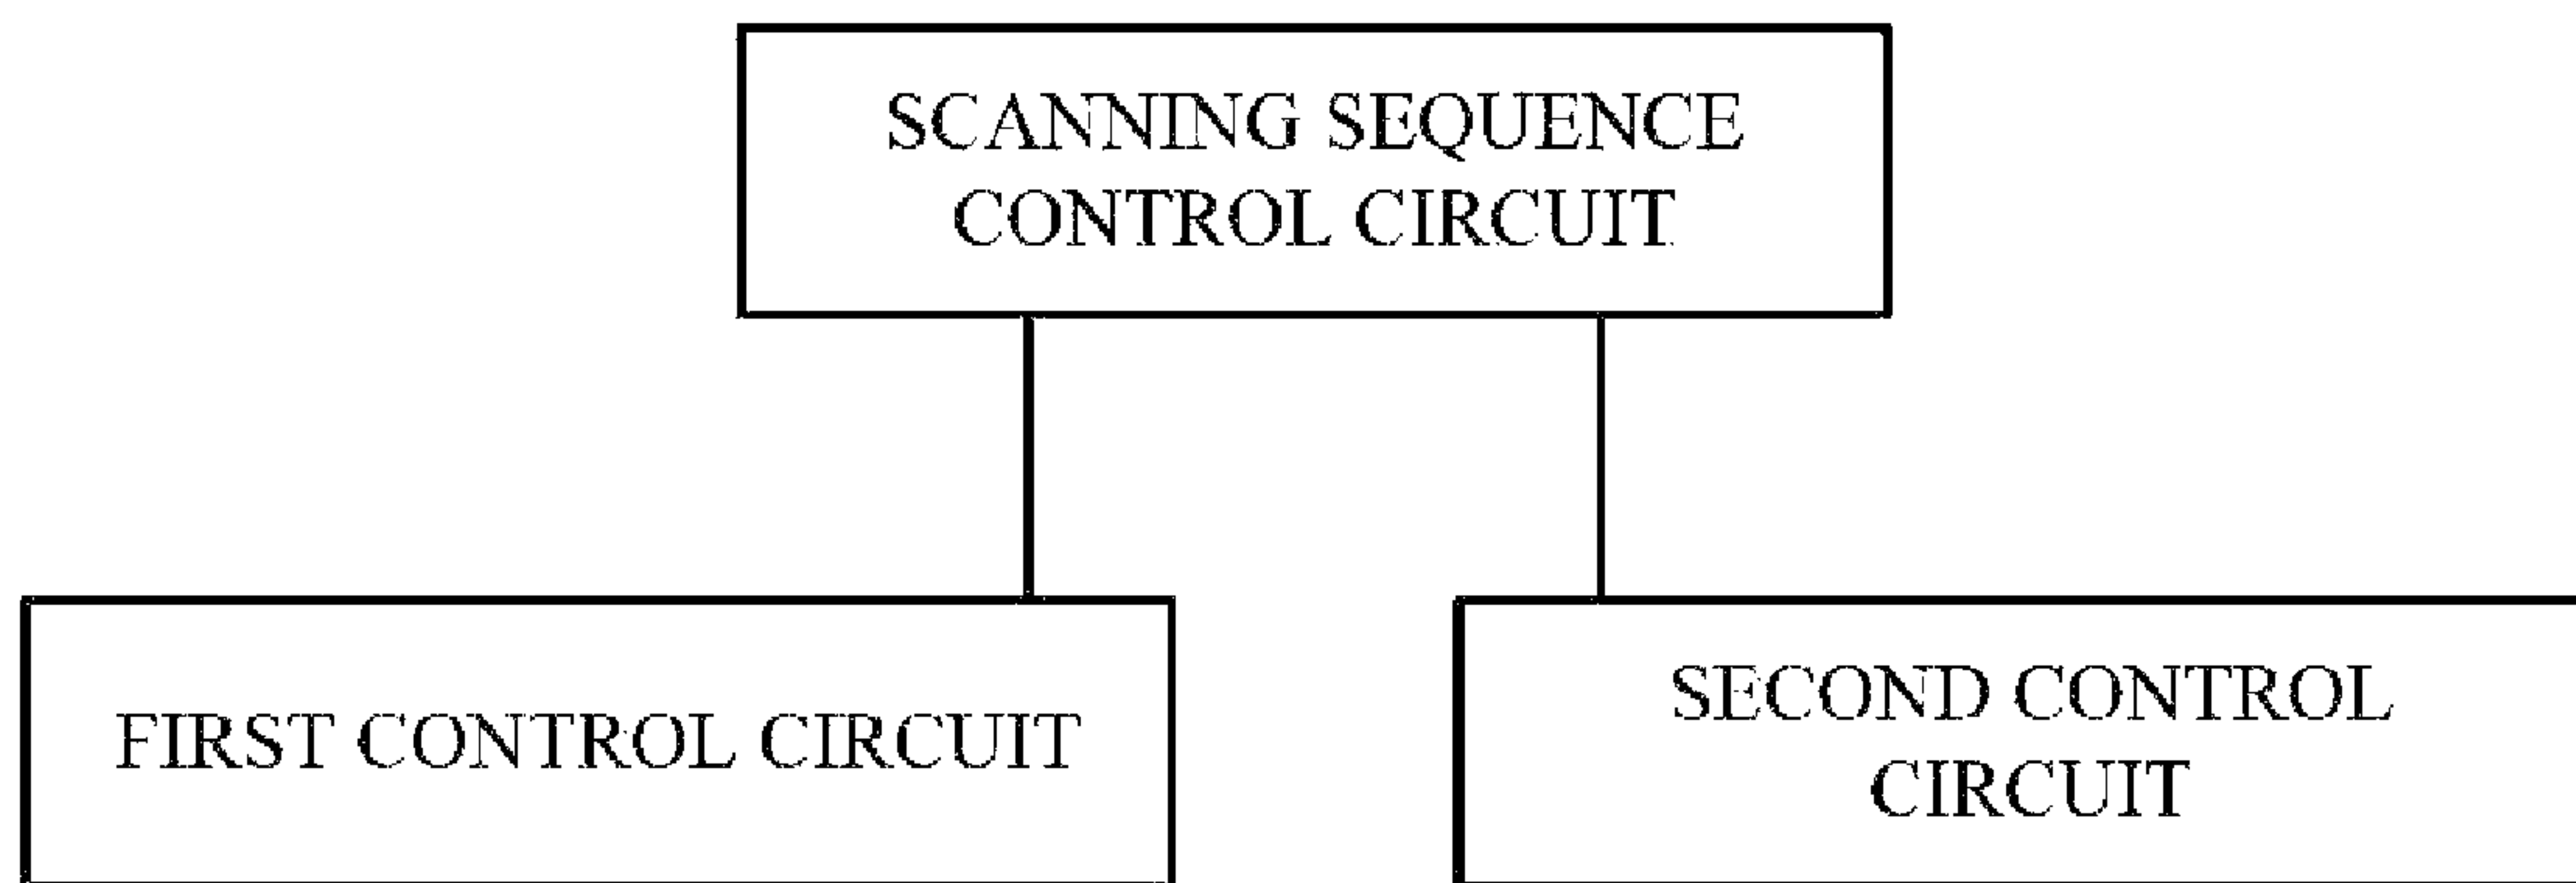 SCANNING SEQUENCE
CONTROL CIRCUIT
FIRST CONTROL CIRCUIT
SECOND CONTROL
CIRCUIT